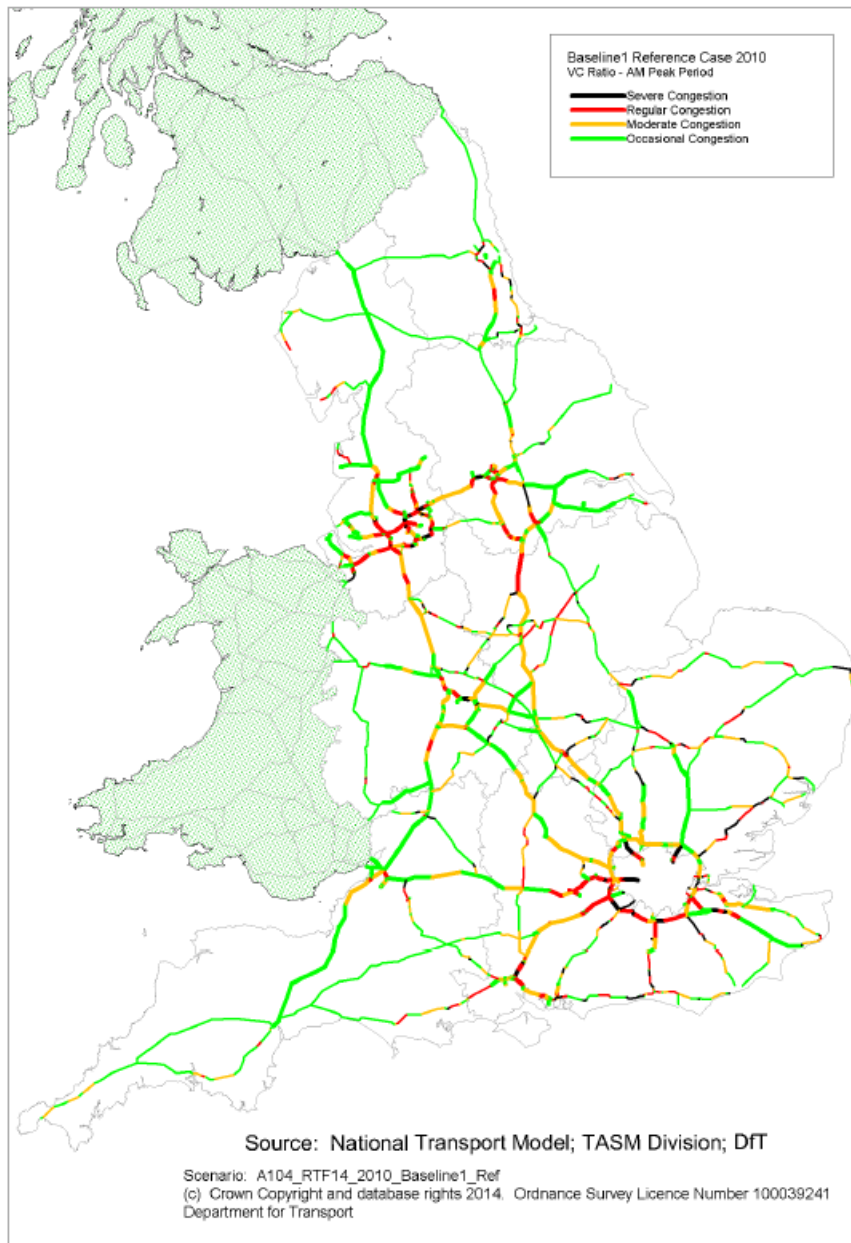 Baseline1 Reference Case 2010
VC Ratio - AM Peak Period
Severe Congestion
Regular Congestion
Moderate Congestion
Occasional Congestion
Source: National Transport Model; TASM Division; DfT
Scenario: A104_RTF14_2010_Baseline1_Ref
(c) Crown Copyright and database rights 2014. Ordnance Survey Licence Number 100039241
Department for Transport